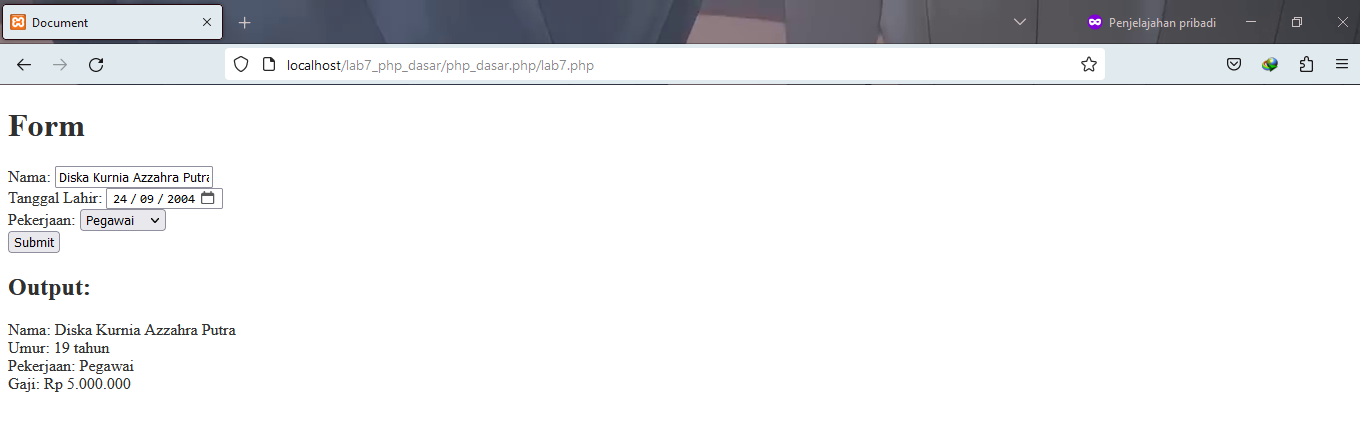 Document
Penjelajahan pribadi
localhost/lab7_php_dasar/php_dasar.php/lab7.php
Form
Nama: Diska Kurnia Azzahra Putra
Tanggal Lahir: 24 / 09 / 2004
Pekerjaan: Pegawai
Submit
Output:
Nama: Diska Kurnia Azzahra Putra
Umur: 19 tahun
Pekerjaan: Pegawai
Gaji: Rp 5.000.000